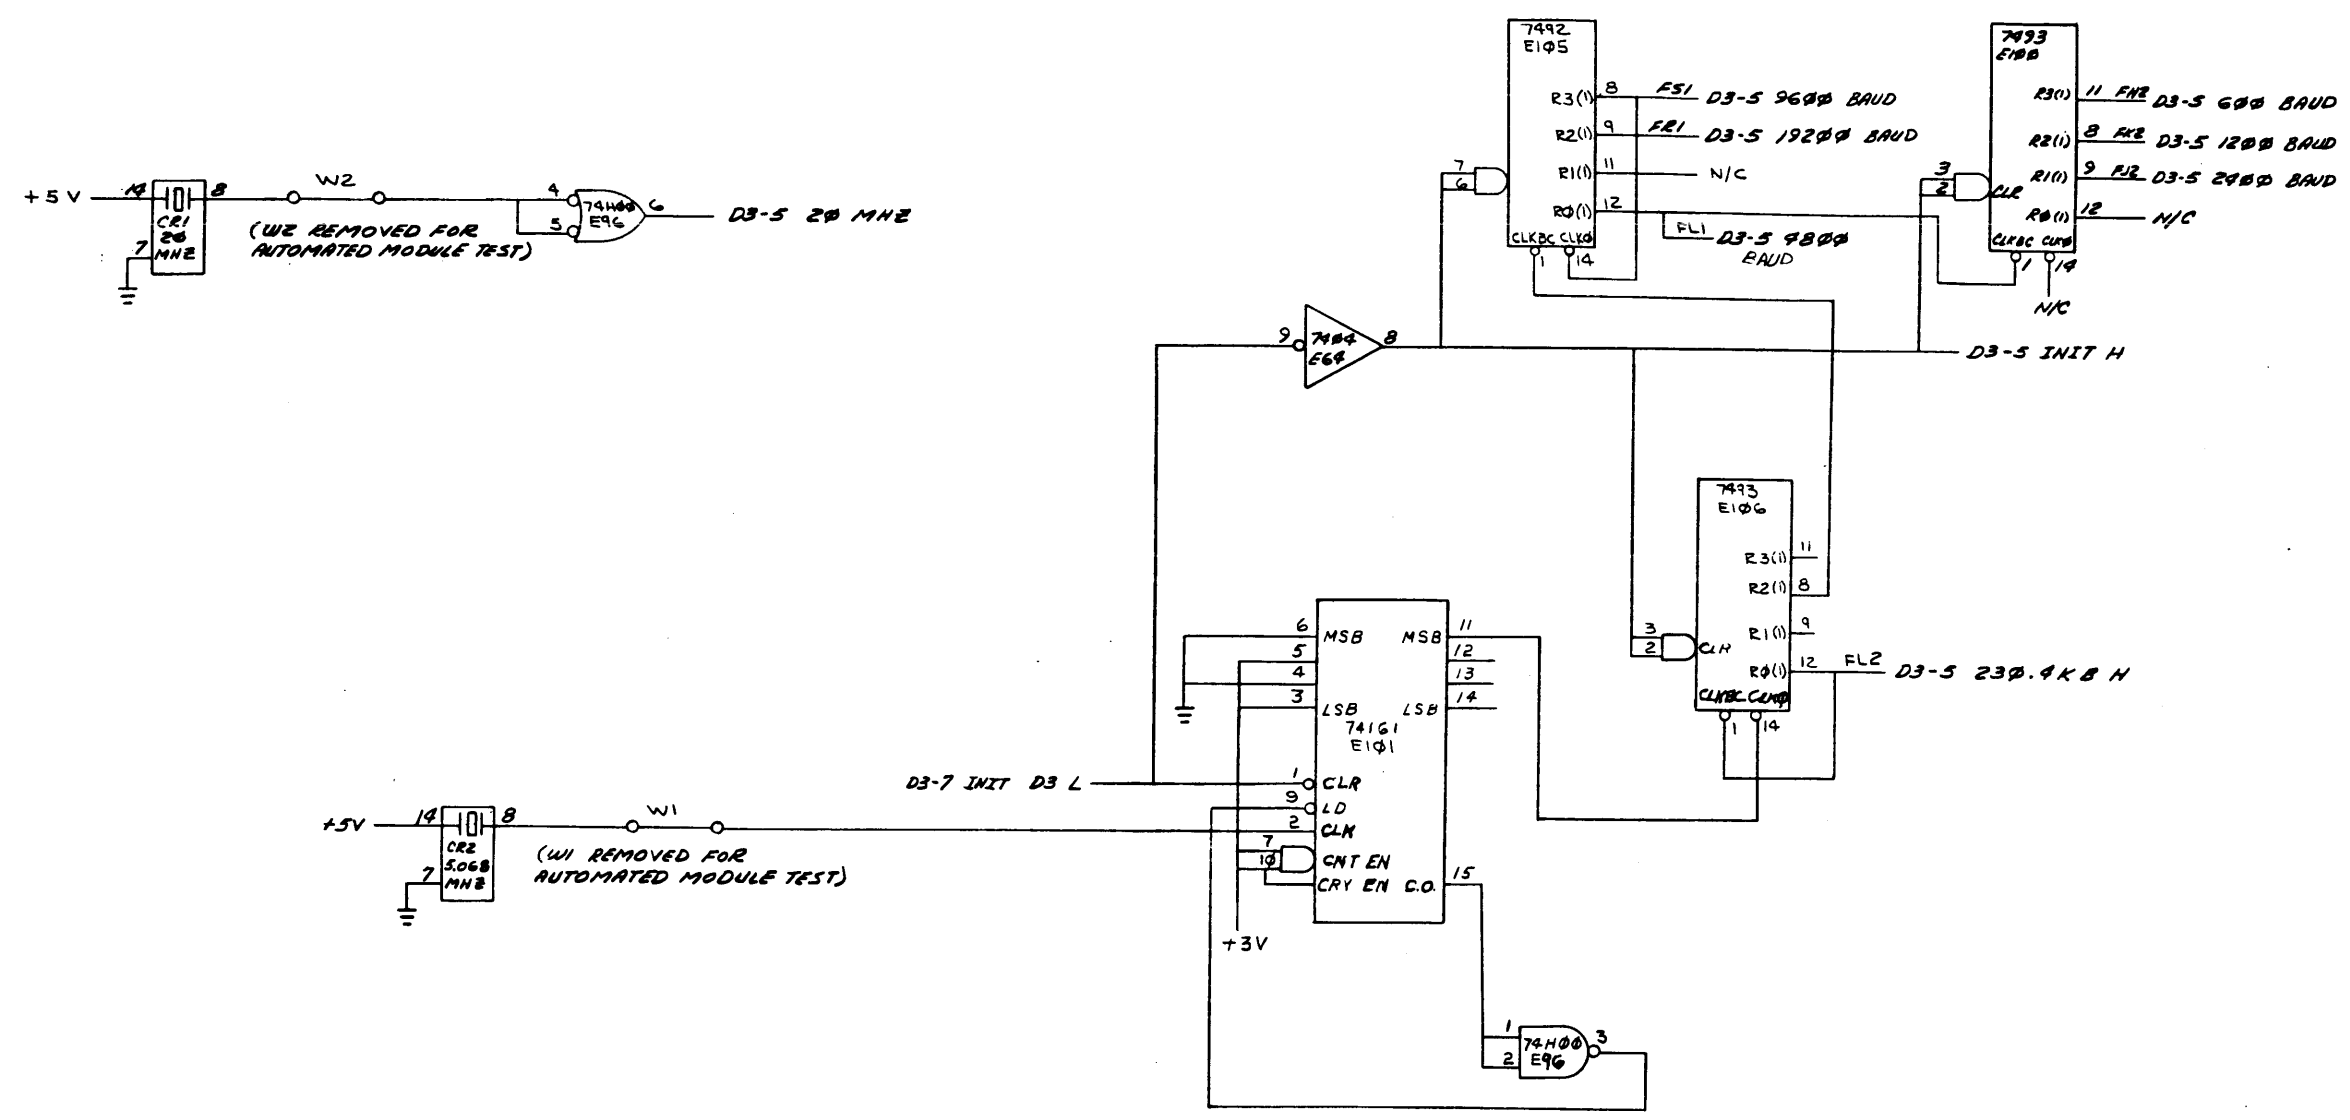 +5V
14
8
CR1
20
MHZ
7
W2
(W2 REMOVED FOR
AUTOMATED MODULE TEST)
4
5
74HØØ
E96
6
D3-5 2Ø MHZ
7492
E1Ø5
R3(1)
8
FS1
D3-5 96ØØ BAUD
R2(1)
9
FR1
D3-5 192ØØ BAUD
R1(1)
11
N/C
RØ(1)
12
FL1
D3-5 48ØØ
BAUD
CLKBC CLKØ
1
14
7
6
7493
E1ØØ
R3(1)
11
FH2
D3-5 6ØØ BAUD
R2(1)
8
FK2
D3-5 12ØØ BAUD
R1(1)
9
FJ2
D3-5 24ØØ BAUD
RØ(1)
12
N/C
3
2
CLR
CLKBC CLKØ
1
14
N/C
9
74Ø4
E64
8
D3-5 INIT H
7493
E1Ø6
R3(1)
11
R2(1)
8
R1(1)
9
RØ(1)
12
FL2
D3-5 23Ø.4K B H
3
2
CLR
CLKBC CLKØ
1
14
6
MSB
MSB
11
5
12
4
13
3
LSB
LSB
14
74161
E1Ø1
D3-7 INIT D3 L
1
CLR
9
LD
2
CLK
7
10
CNT EN
CRY EN
C.O.
15
+3V
+5V
14
8
CR2
5.068
MHZ
7
W1
(W1 REMOVED FOR
AUTOMATED MODULE TEST)
1
2
74HØØ
E96
3